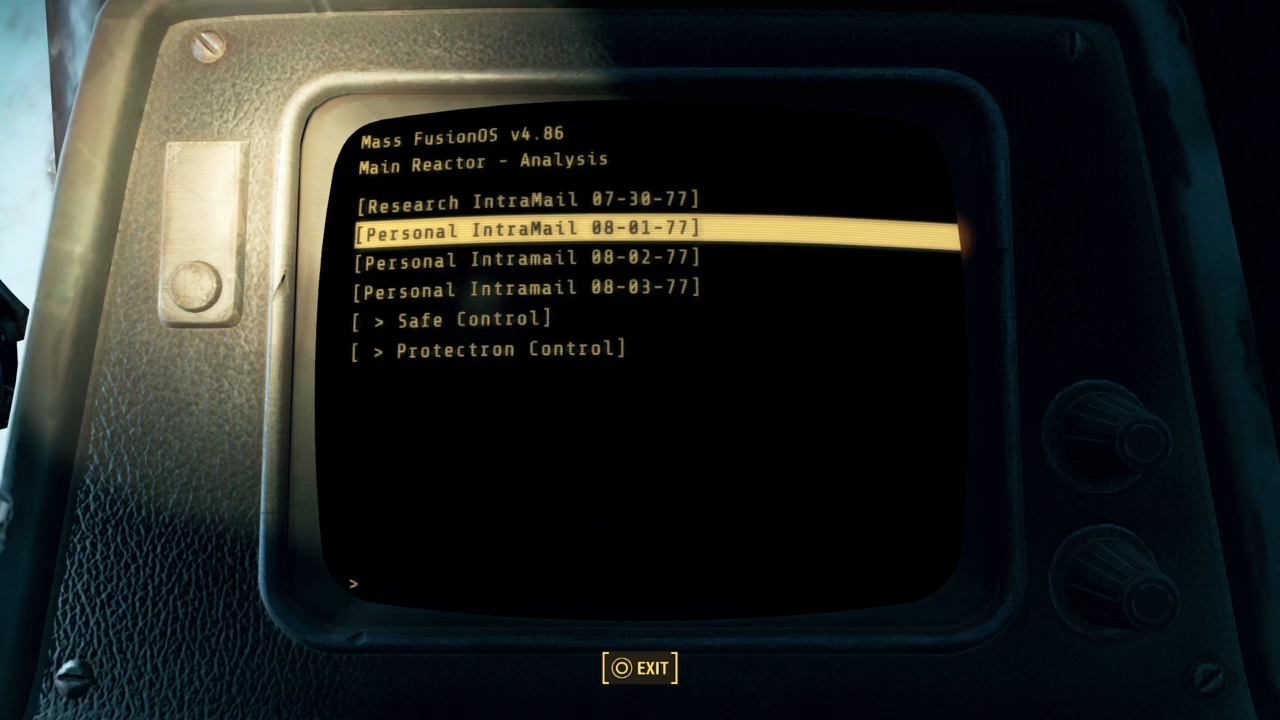 Mass FusionOS v4.86
Main Reactor - Analysis
[Research IntraMail 07-30-77]
[Personal IntraMail 08-01-77]
[Personal Intramail 08-02-77]
[Personal Intramail 08-03-77]
[ > Safe Control]
[ > Protectron Control]
>
[ EXIT]